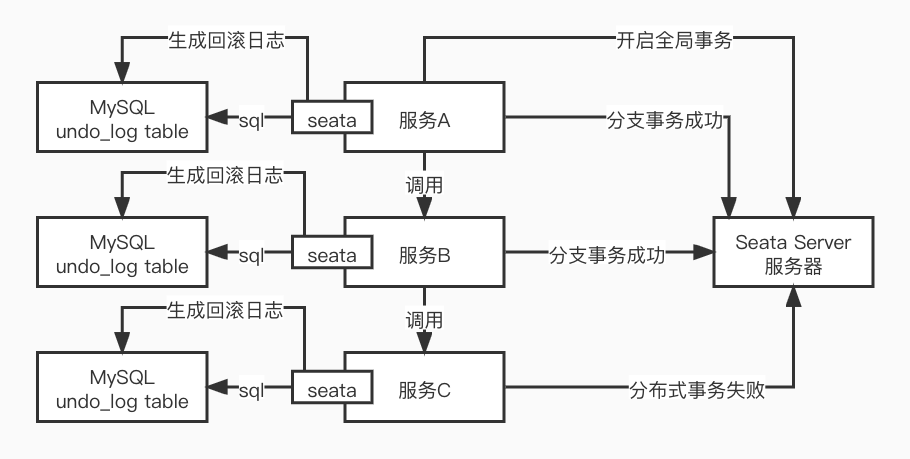 生成回滚日志
开启全局事务
MySQL
undo_log table
sql
seata
服务A
分支事务成功
生成回滚日志
调用
MySQL
undo_log table
sql
seata
服务B
分支事务成功
Seata Server
服务器
生成回滚日志
调用
MySQL
undo_log table
sql
seata
服务C
分布式事务失败